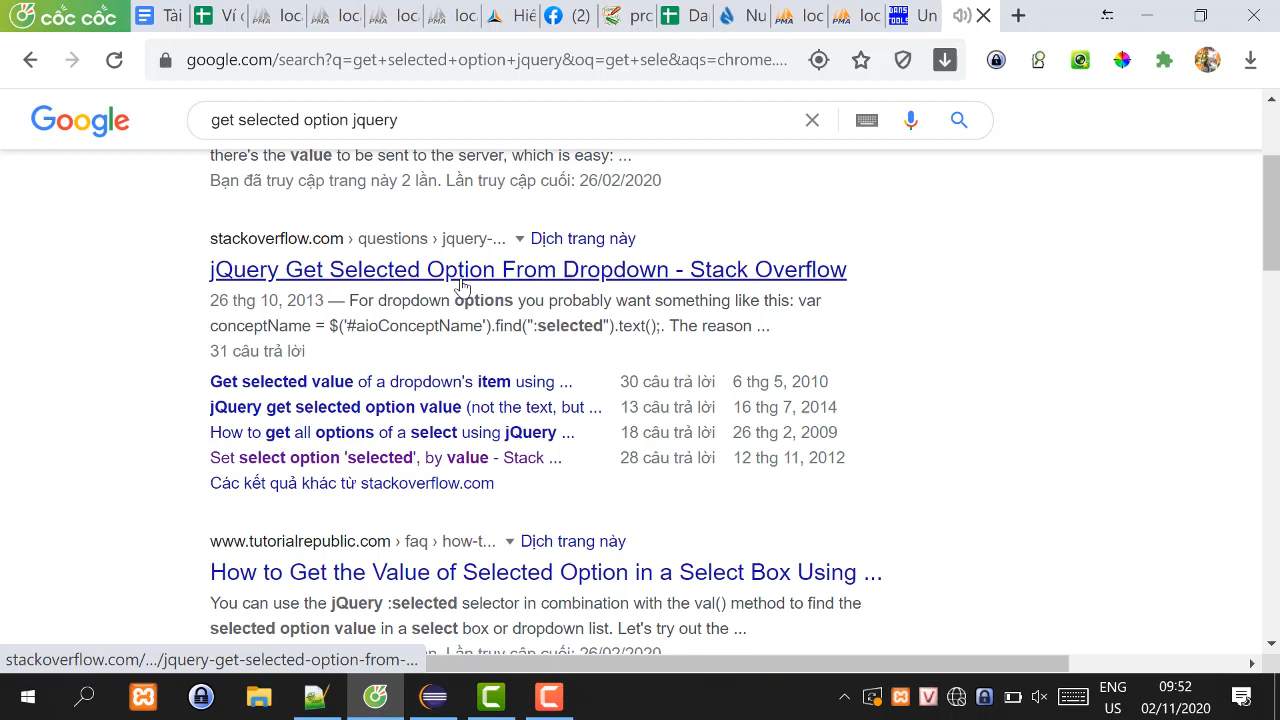 cốc cốc Tài Ví c loc loc loc loc Hiê (2) prc Da Nu loc Un
google.com/search?q=get+selected+option+jquery&oq=get+sele&aqs=chrome....
Google get selected option jquery
there's the value to be sent to the server, which is easy: ...
Bạn đã truy cập trang này 2 lần. Lần truy cập cuối: 26/02/2020
stackoverflow.com › questions › jquery-... Dịch trang này
jQuery Get Selected Option From Dropdown - Stack Overflow
26 thg 10, 2013 — For dropdown options you probably want something like this: var
conceptName = $('#aioConceptName').find(":selected").text();. The reason ...
31 câu trả lời
Get selected value of a dropdown's item using ... 30 câu trả lời 6 thg 5, 2010
jQuery get selected option value (not the text, but ... 13 câu trả lời 16 thg 7, 2014
How to get all options of a select using jQuery ... 18 câu trả lời 26 thg 2, 2009
Set select option 'selected', by value - Stack ... 28 câu trả lời 12 thg 11, 2012
Các kết quả khác từ stackoverflow.com
www.tutorialrepublic.com › faq › how-t... Dịch trang này
How to Get the Value of Selected Option in a Select Box Using ...
You can use the jQuery :selected selector in combination with the val() method to find the
selected option value in a select box or dropdown list. Let's try out the ...
stackoverflow.com/.../jquery-get-selected-option-from-...
ENG 09:52
US 02/11/2020